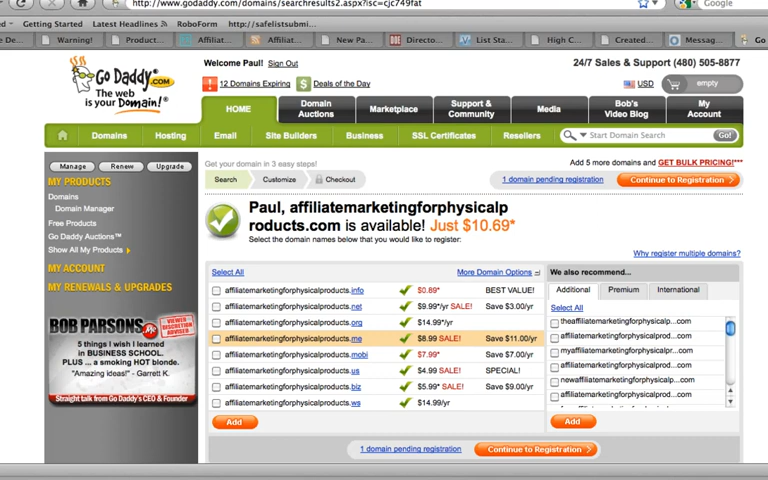 http://www.godaddy.com/domains/searchresults2.aspx?isc=cjc749fat
Google
Bookmarks
Getting Started
Latest Headlines
RoboForm
http://safelistsubmi...
Warning!
Product...
Affiliat...
Affiliat...
New Pa...
Directo...
List Sta...
High C...
Created...
Messag...
Go
Go Daddy.COM
The web
is your Domain!®
Welcome Paul! Sign Out
24/7 Sales & Support (480) 505-8877
12 Domains Expiring
$ Deals of the Day
USD
empty
HOME
Domain
Auctions
Marketplace
Support &
Community
Media
Bob's
Video Blog
My
Account
Domains
Hosting
Email
Site Builders
Business
SSL Certificates
Resellers
Start Domain Search
Go!
Manage
Renew
Upgrade
MY PRODUCTS
Domains
Domain Manager
Free Products
Go Daddy Auctions™
Show All My Products
MY ACCOUNT
MY RENEWALS & UPGRADES
BOB PARSONS
VIEWER
DISCRETION
ADVISED
5 things I wish I learned
in BUSINESS SCHOOL.
PLUS ... a smoking HOT blonde.
"Amazing ideas!" - Garrett K.
Straight talk from Go Daddy's CEO & Founder
Get your domain in 3 easy steps!
Search
Customize
Checkout
Add 5 more domains and GET BULK PRICING!***
1 domain pending registration
Continue to Registration
Paul, affiliatemarketingforphysicalp
roducts.com is available! Just $10.69*
Select the domain names below that you would like to register:
Why register multiple domains?
Select All
More Domain Options
affiliatemarketingforphysicalproducts.info $0.89* BEST VALUE!
affiliatemarketingforphysicalproducts.net $9.99*/yr SALE! Save $3.00/yr
affiliatemarketingforphysicalproducts.org $14.99*/yr
affiliatemarketingforphysicalproducts.me $8.99 SALE! Save $11.00/yr
affiliatemarketingforphysicalproducts.mobi $7.99* Save $7.00/yr
affiliatemarketingforphysicalproducts.us $4.99 SALE! SPECIAL!
affiliatemarketingforphysicalproducts.biz $5.99* SALE! Save $9.00/yr
affiliatemarketingforphysicalproducts.ws $14.99/yr
Add
We also recommend...
Additional
Premium
International
Select All
theaffiliatemarketingforphysicalp...com
affiliatemarketingforphysicalprod...com
myaffiliatemarketingforphysicalpr...com
affiliatemarketingforphysicalprod...com
newaffiliatemarketingforphysicalp...com
affiliatemarketingforphysicalprod...com
Add
1 domain pending registration
Continue to Registration